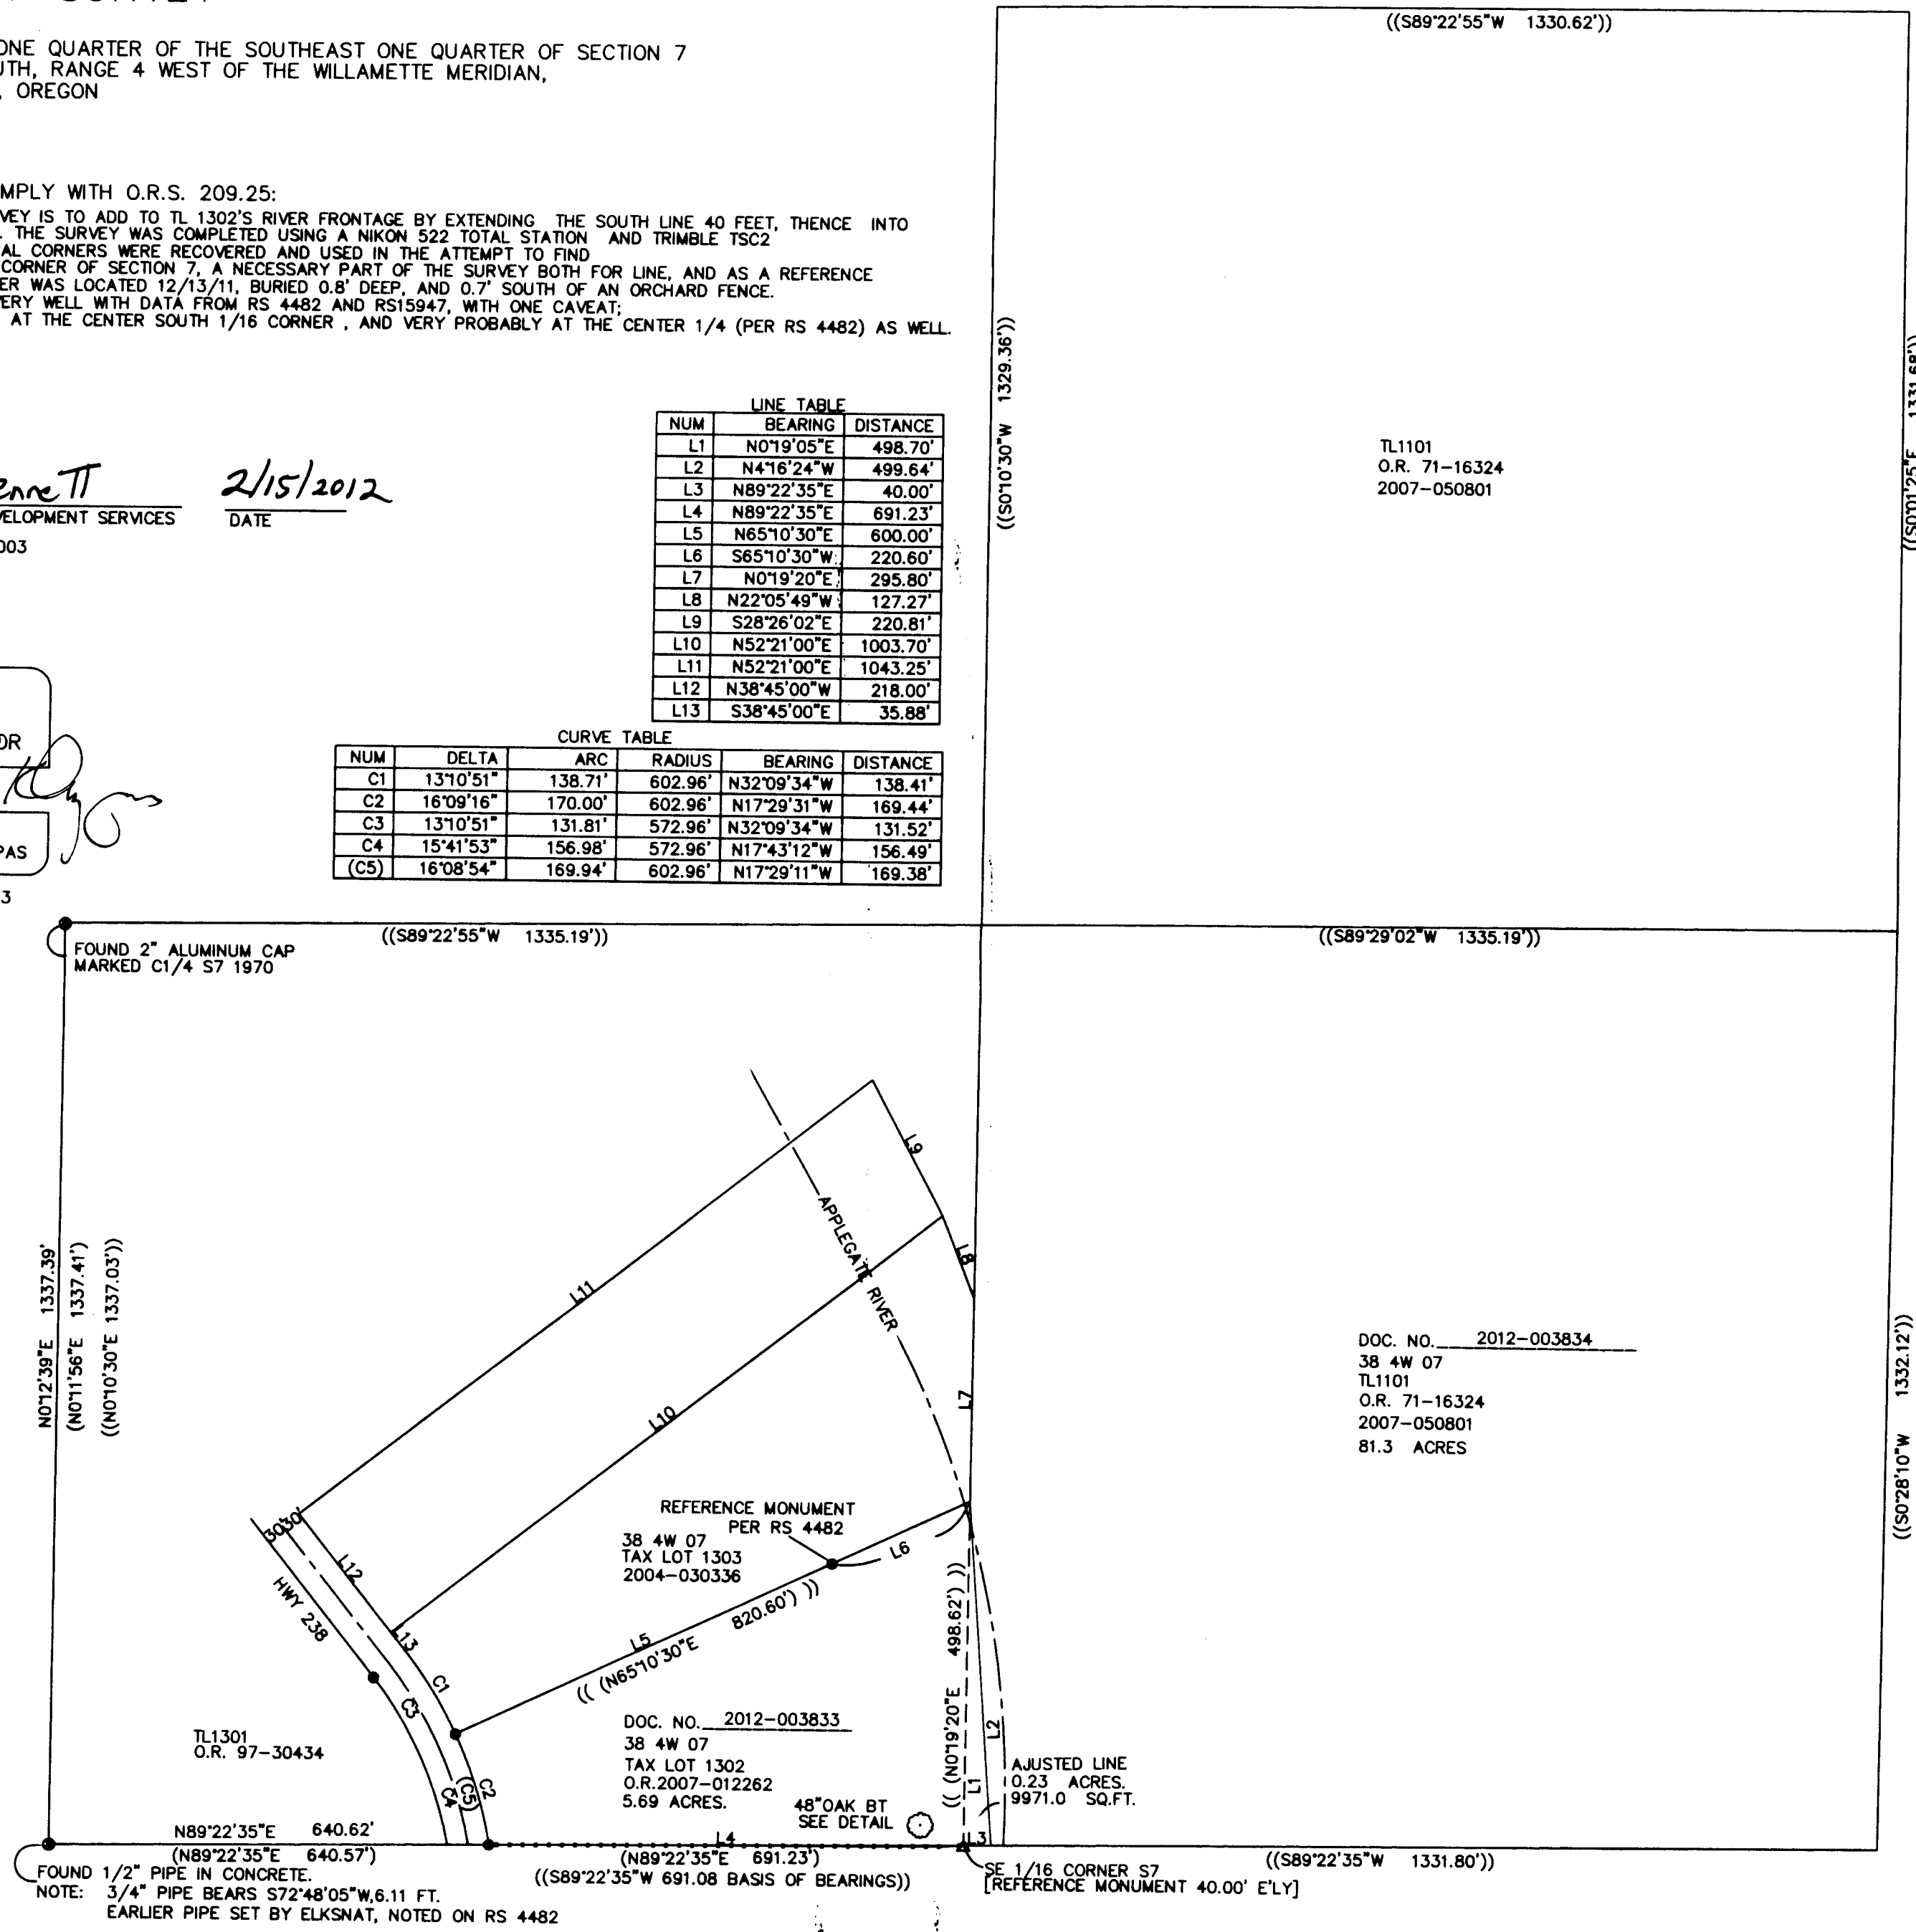 ((S89°22'55"W 1330.62'))
ONE QUARTER OF THE SOUTHEAST ONE QUARTER OF SECTION 7
UTH, RANGE 4 WEST OF THE WILLAMETTE MERIDIAN,
, OREGON
MPLY WITH O.R.S. 209.25:
VEY IS TO ADD TO TL 1302'S RIVER FRONTAGE BY EXTENDING THE SOUTH LINE 40 FEET, THENCE INTO
. THE SURVEY WAS COMPLETED USING A NIKON 522 TOTAL STATION AND TRIMBLE TSC2
AL CORNERS WERE RECOVERED AND USED IN THE ATTEMPT TO FIND
CORNER OF SECTION 7, A NECESSARY PART OF THE SURVEY BOTH FOR LINE, AND AS A REFERENCE
ER WAS LOCATED 12/13/11, BURIED 0.8' DEEP, AND 0.7' SOUTH OF AN ORCHARD FENCE.
ERY WELL WITH DATA FROM RS 4482 AND RS15947, WITH ONE CAVEAT;
AT THE CENTER SOUTH 1/16 CORNER , AND VERY PROBABLY AT THE CENTER 1/4 (PER RS 4482) AS WELL.
((S0°10'30"W 1329.36'))
((S0°01'25"E 1331.68'))
TL1101
O.R. 71-16324
2007-050801
LINE TABLE
NUM BEARING DISTANCE
L1 N0°19'05"E 498.70'
L2 N4°16'24"W 499.64'
L3 N89°22'35"E 40.00'
L4 N89°22'35"E 691.23'
L5 N65°10'30"E 600.00'
L6 S65°10'30"W 220.60'
L7 N0°19'20"E 295.80'
L8 N22°05'49"W 127.27'
L9 S28°26'02"E 220.81'
L10 N52°21'00"E 1003.70'
L11 N52°21'00"E 1043.25'
L12 N38°45'00"W 218.00'
L13 S38°45'00"E 35.88'
2/15/2012
VELOPMENT SERVICES DATE
003
OR
PAS
3
CURVE TABLE
NUM DELTA ARC RADIUS BEARING DISTANCE
C1 13°10'51" 138.71' 602.96' N32°09'34"W 138.41'
C2 16°09'16" 170.00' 602.96' N17°29'31"W 169.44'
C3 13°10'51" 131.81' 572.96' N32°09'34"W 131.52'
C4 15°41'53" 156.98' 572.96' N17°43'12"W 156.49'
(C5) 16°08'54" 169.94' 602.96' N17°29'11"W 169.38'
FOUND 2" ALUMINUM CAP
MARKED C1/4 S7 1970
((S89°22'55"W 1335.19'))
((S89°29'02"W 1335.19'))
N0°12'39"E 1337.39'
(N0°11'56"E 1337.41')
((N0°10'30"E 1337.03'))
L9
APPLEGATE RIVER
L8
L11
L10
L7
DOC. NO. 2012-003834
38 4W 07
TL1101
O.R. 71-16324
2007-050801
81.3 ACRES
((S0°28'10"W 1332.12'))
REFERENCE MONUMENT
PER RS 4482
38 4W 07
TAX LOT 1303
2004-030336
L6
30'
30'
L12
HWY 238
L13
C1
C3
L5
(( (N65°10'30"E 820.60') ))
(( (N0°19'20"E 498.62') ))
L2
L1
TL1301
O.R. 97-30434
C4
(C5)
C2
DOC. NO. 2012-003833
38 4W 07
TAX LOT 1302
O.R.2007-012262
5.69 ACRES.
48"OAK BT
SEE DETAIL
AJUSTED LINE
0.23 ACRES.
9971.0 SQ.FT.
N89°22'35"E 640.62'
(N89°22'35"E 640.57')
L4
L3
(N89°22'35"E 691.23')
((S89°22'35"W 691.08 BASIS OF BEARINGS))
((S89°22'35"W 1331.80'))
SE 1/16 CORNER S7
[REFERENCE MONUMENT 40.00' E'LY]
FOUND 1/2" PIPE IN CONCRETE.
NOTE: 3/4" PIPE BEARS S72°48'05"W,6.11 FT.
EARLIER PIPE SET BY ELKSNAT, NOTED ON RS 4482